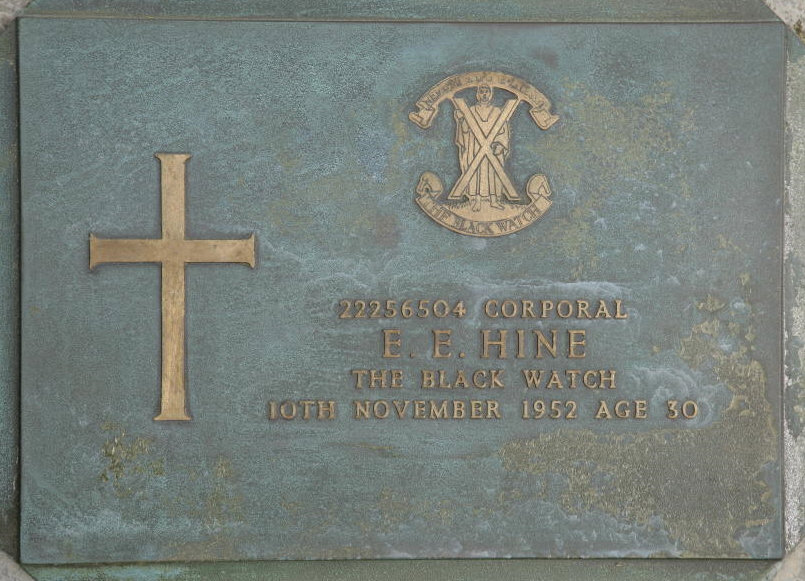 THE BLACK WATCH
22256504 CORPORAL
E. E. HINE
THE BLACK WATCH
10TH NOVEMBER 1952 AGE 30